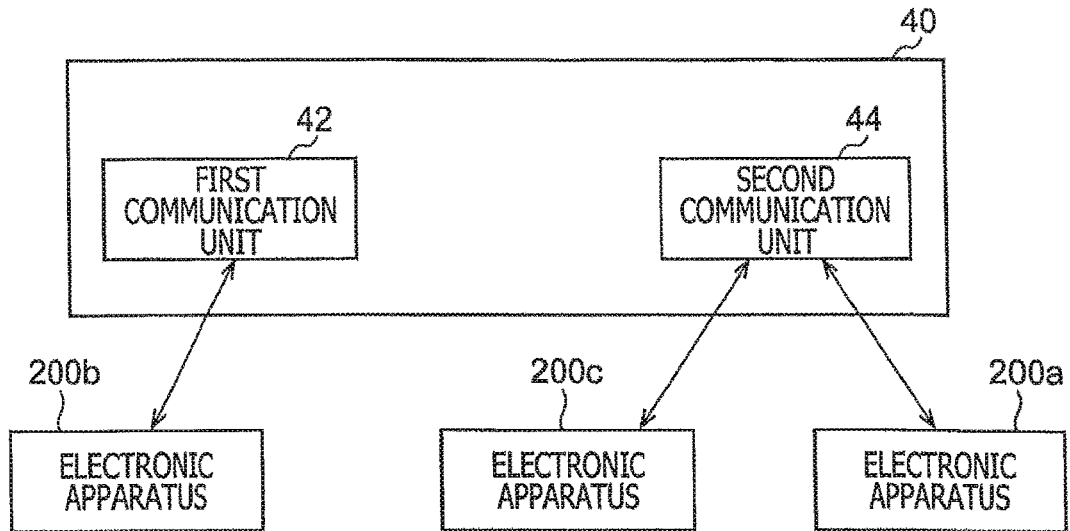 40
42
44
FIRST
COMMUNICATION
UNIT
SECOND
COMMUNICATION
UNIT
200b
200c
200a
ELECTRONIC
APPARATUS
ELECTRONIC
APPARATUS
ELECTRONIC
APPARATUS